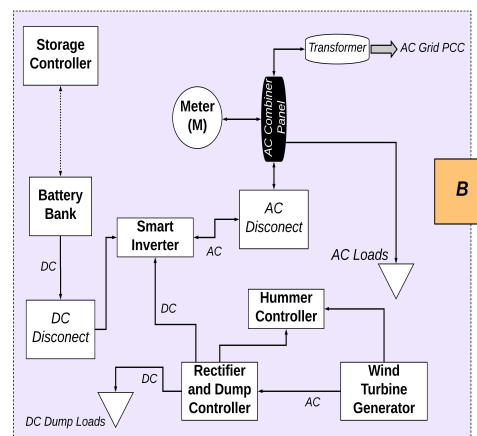 Storage
Controller
Transformer
AC Grid PCC
Meter
(M)
AC Combiner
Panel
B
Battery
Bank
AC
Disconect
Smart
Inverter
AC
AC Loads
DC
DC
Disconect
Hummer
Controller
DC
Rectifier
and Dump
Controller
Wind
Turbine
Generator
DC
AC
DC Dump Loads